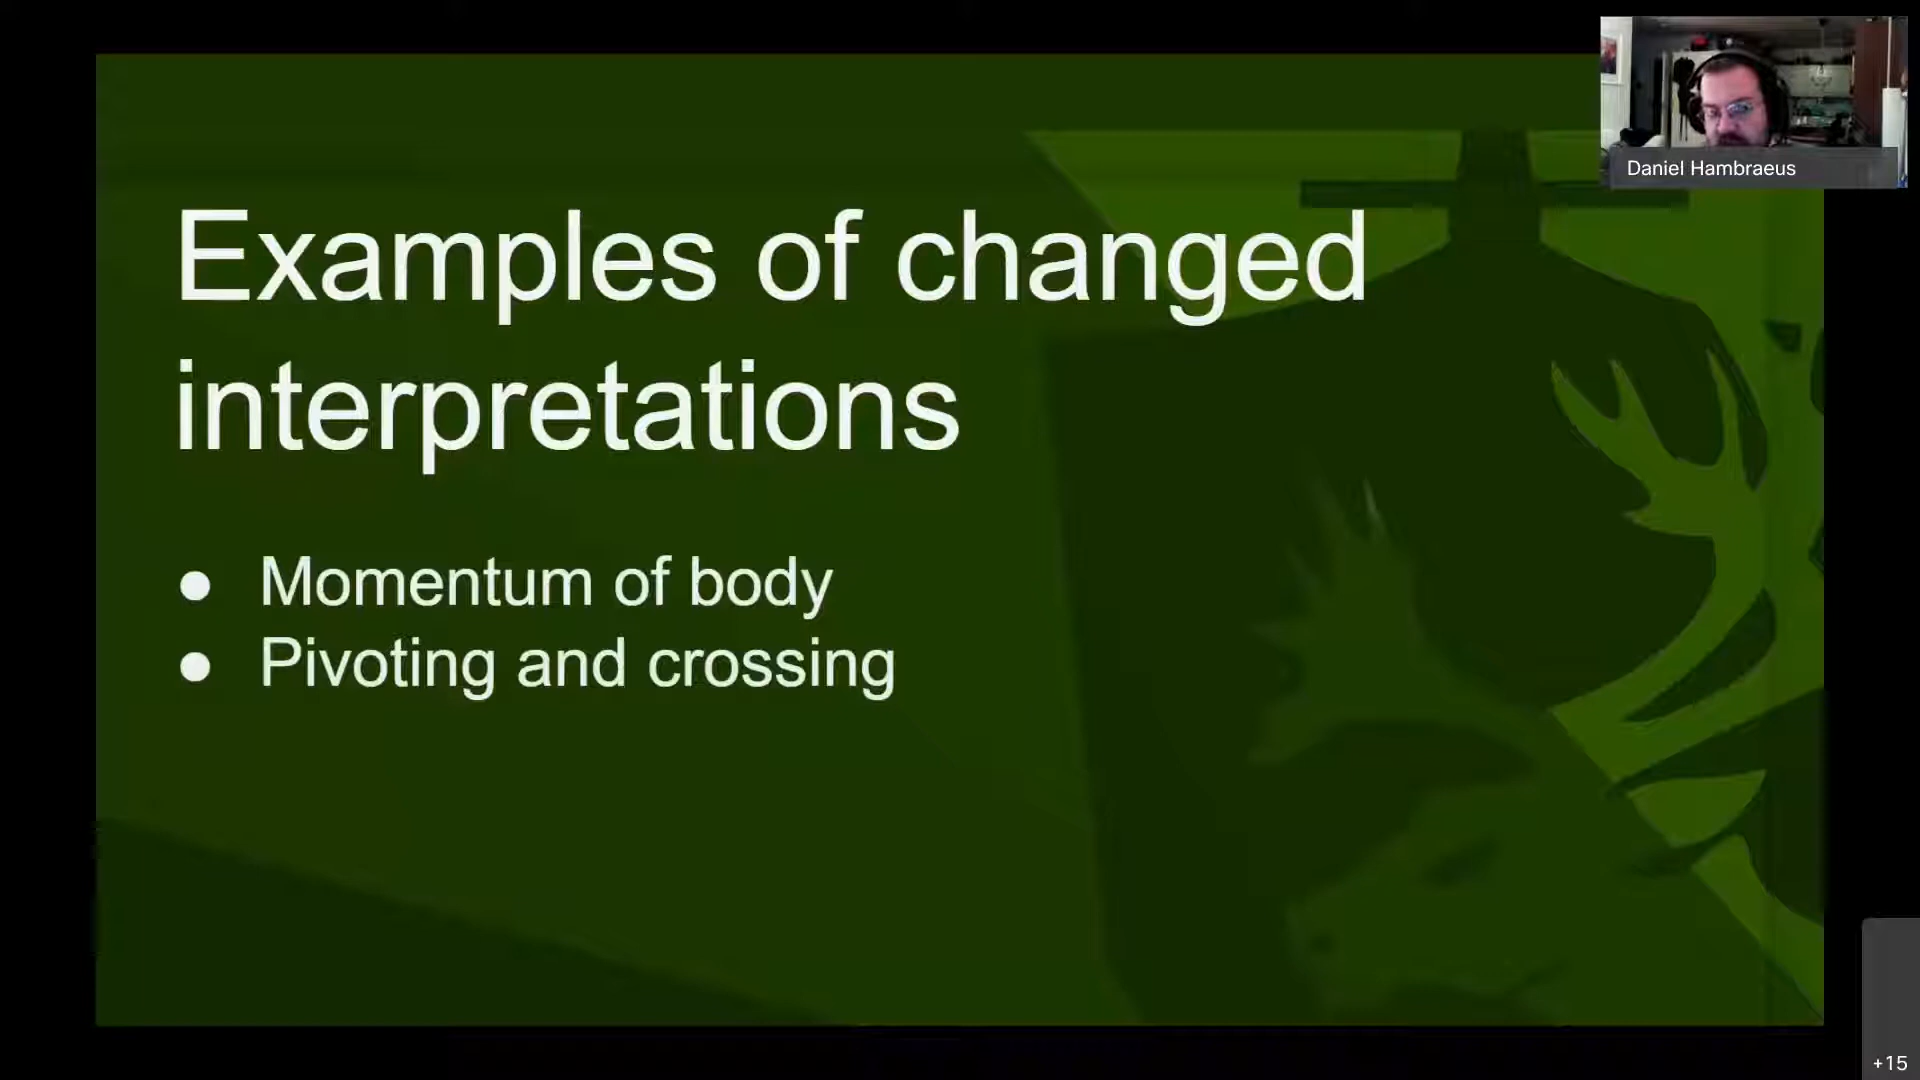 Daniel Hambraeus
Examples of changed
interpretations
● Momentum of body
● Pivoting and crossing
+15